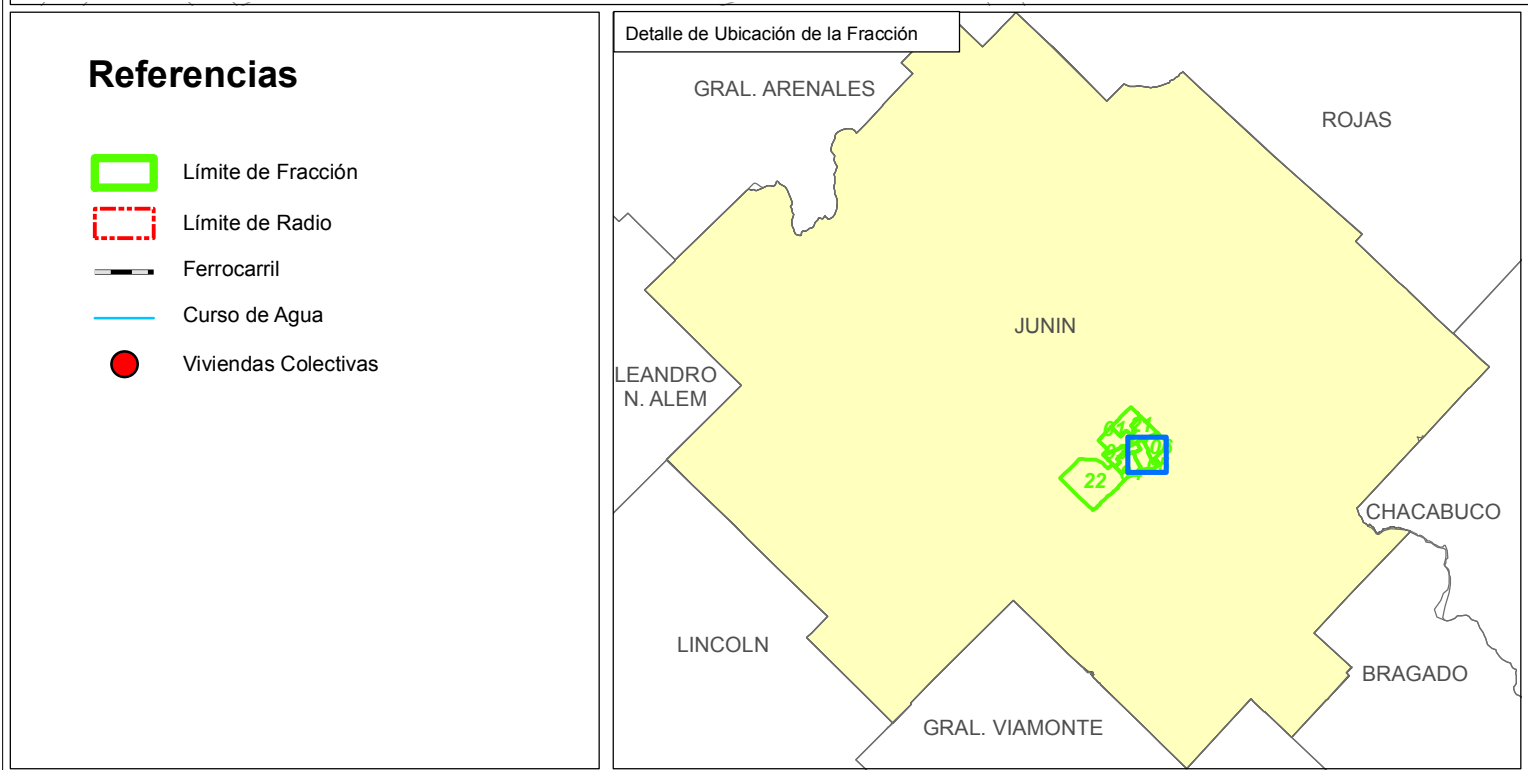 Referencias
Límite de Fracción
Límite de Radio
Ferrocarril
Curso de Agua
Viviendas Colectivas
Detalle de Ubicación de la Fracción
GRAL. ARENALES
ROJAS
JUNIN
LEANDRO
N. ALEM
22
CHACABUCO
LINCOLN
BRAGADO
GRAL. VIAMONTE